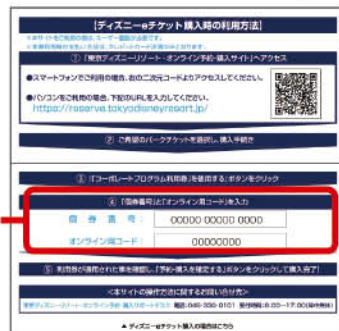 【ディズニーeチケット 購入時の利用方法】
①「東京ディズニーリゾート・オンライン予約・購入サイト」へアクセス
●スマートフォンでご利用の場合、右の二次元コードよりアクセスしてください。
●パソコンをご利用の場合、下記のURLを入力してください。
https://reserve.tokyodisneyresort.jp/
② ご希望のパークチケットを選択し、購入手続き
③「コーポレートプログラム利用券」を使用する」ボタンをクリック
④「個券番号」と「オンライン用コード」を入力
個券番号: 00000 00000 0000
オンライン用コード: 00000000
⑤ 利用券が適用された事を確認し、「予約・購入を確定する」ボタンをクリックして購入完了!
<本サイトの操作方法に関するお問い合わせ先>
▲ ディズニーeチケット購入の場合はこちら